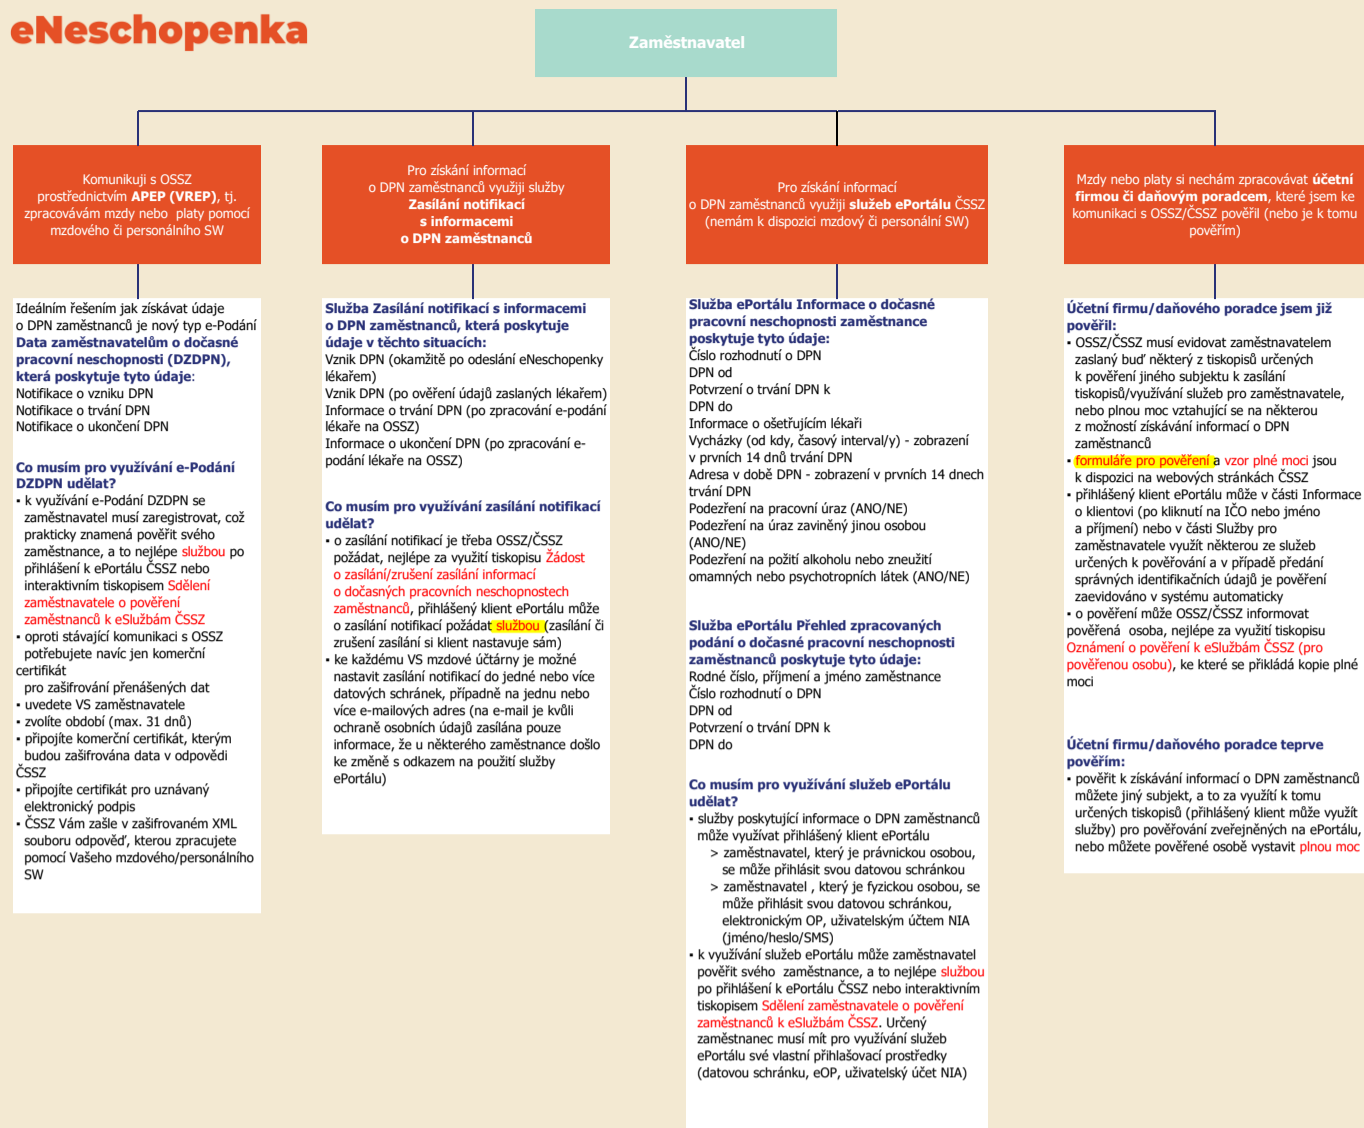 eNeschopenka
Zaměstnavatel
Komunikuji s OSSZ
prostřednictvím APEP (VREP), tj.
zpracovávám mzdy nebo platy pomocí
mzdového či personálního SW
Pro získání informací
o DPN zaměstnanců využiji služby
Zasílání notifikací
s informacemi
o DPN zaměstnanců
Pro získání informací
o DPN zaměstnanců využiji služeb ePortálu ČSSZ
(nemám k dispozici mzdový či personální SW)
Mzdy nebo platy si nechám zpracovávat účetní
firmou či daňovým poradcem, které jsem ke
komunikaci s OSSZ/ČSSZ pověřil (nebo je k tomu
pověřím)
Ideálním řešením jak získávat údaje
o DPN zaměstnanců je nový typ e-Podání
Data zaměstnavatelům o dočasné
pracovní neschopnosti (DZDPN),
která poskytuje tyto údaje:
Notifikace o vzniku DPN
Notifikace o trvání DPN
Notifikace o ukončení DPN
Co musím pro využívání e-Podání
DZDPN udělat?
▪ k využívání e-Podání DZDPN se
zaměstnavatel musí zaregistrovat, což
prakticky znamená pověřit svého
zaměstnance, a to nejlépe službou po
přihlášení k ePortálu ČSSZ nebo
interaktivním tiskopisem Sdělení
zaměstnavatele o pověření
zaměstnanců k eSlužbám ČSSZ
▪ oproti stávající komunikaci s OSSZ
potřebujete navíc jen komerční
certifikát
pro zašifrování přenášených dat
▪ uvedete VS zaměstnavatele
▪ zvolíte období (max. 31 dnů)
▪ připojíte komerční certifikát, kterým
budou zašifrována data v odpovědi
ČSSZ
▪ připojíte certifikát pro uznávaný
elektronický podpis
▪ ČSSZ Vám zašle v zašifrovaném XML
souboru odpověď, kterou zpracujete
pomocí Vašeho mzdového/personálního
SW
Služba Zasílání notifikací s informacemi
o DPN zaměstnanců, která poskytuje
údaje v těchto situacích:
Vznik DPN (okamžitě po odeslání eNeschopenky
lékařem)
Vznik DPN (po ověření údajů zaslaných lékařem)
Informace o trvání DPN (po zpracování e-podání
lékaře na OSSZ)
Informace o ukončení DPN (po zpracování e-
podání lékaře na OSSZ)
Co musím pro využívání zasílání notifikací
udělat?
▪ o zasílání notifikací je třeba OSSZ/ČSSZ
požádat, nejlépe za využití tiskopisu Žádost
o zasílání/zrušení zasílání informací
o dočasných pracovních neschopnostech
zaměstnanců, přihlášený klient ePortálu může
o zasílání notifikací požádat službou (zasílání či
zrušení zasílání si klient nastavuje sám)
▪ ke každému VS mzdové účtárny je možné
nastavit zasílání notifikací do jedné nebo více
datových schránek, případně na jednu nebo
více e-mailových adres (na e-mail je kvůli
ochraně osobních údajů zasílána pouze
informace, že u některého zaměstnance došlo
ke změně s odkazem na použití služby
ePortálu)
Služba ePortálu Informace o dočasné
pracovní neschopnosti zaměstnance
poskytuje tyto údaje:
Číslo rozhodnutí o DPN
DPN od
Potvrzení o trvání DPN k
DPN do
Informace o ošetřujícím lékaři
Vycházky (od kdy, časový interval/y) - zobrazení
v prvních 14 dnů trvání DPN
Adresa v době DPN - zobrazení v prvních 14 dnech
trvání DPN
Podezření na pracovní úraz (ANO/NE)
Podezření na úraz zaviněný jinou osobou
(ANO/NE)
Podezření na požití alkoholu nebo zneužití
omamných nebo psychotropních látek (ANO/NE)
Služba ePortálu Přehled zpracovaných
podání o dočasné pracovní neschopnosti
zaměstnanců poskytuje tyto údaje:
Rodné číslo, příjmení a jméno zaměstnance
Číslo rozhodnutí o DPN
DPN od
Potvrzení o trvání DPN k
DPN do
Co musím pro využívání služeb ePortálu
udělat?
▪ služby poskytující informace o DPN zaměstnanců
může využívat přihlášený klient ePortálu
> zaměstnavatel, který je právnickou osobou,
se může přihlásit svou datovou schránkou
> zaměstnavatel , který je fyzickou osobou, se
může přihlásit svou datovou schránkou,
elektronickým OP, uživatelským účtem NIA
(jméno/heslo/SMS)
▪ k využívání služeb ePortálu může zaměstnavatel
pověřit svého zaměstnance, a to nejlépe službou
po přihlášení k ePortálu ČSSZ nebo interaktivním
tiskopisem Sdělení zaměstnavatele o pověření
zaměstnanců k eSlužbám ČSSZ. Určený
zaměstnanec musí mít pro využívání služeb
ePortálu své vlastní přihlašovací prostředky
(datovou schránku, eOP, uživatelský účet NIA)
Účetní firmu/daňového poradce jsem již
pověřil:
▪ OSSZ/ČSSZ musí evidovat zaměstnavatelem
zaslaný buď některý z tiskopisů určených
k pověření jiného subjektu k zasílání
tiskopisů/využívání služeb pro zaměstnavatele,
nebo plnou moc vztahující se na některou
z možností získávání informací o DPN
zaměstnanců
▪ formuláře pro pověření a vzor plné moci jsou
k dispozici na webových stránkách ČSSZ
▪ přihlášený klient ePortálu může v části Informace
o klientovi (po kliknutí na IČO nebo jméno
a příjmení) nebo v části Služby pro
zaměstnavatele využít některou ze služeb
určených k pověřování a v případě předání
správných identifikačních údajů je pověření
zaevidováno v systému automaticky
▪ o pověření může OSSZ/ČSSZ informovat
pověřená osoba, nejlépe za využití tiskopisu
Oznámení o pověření k eSlužbám ČSSZ (pro
pověřenou osobu), ke které se přikládá kopie plné
moci
Účetní firmu/daňového poradce teprve
pověřím:
▪ pověřit k získávání informací o DPN zaměstnanců
můžete jiný subjekt, a to za využítí k tomu
určených tiskopisů (přihlášený klient může využít
služby) pro pověřování zveřejněných na ePortálu,
nebo můžete pověřené osobě vystavit plnou moc